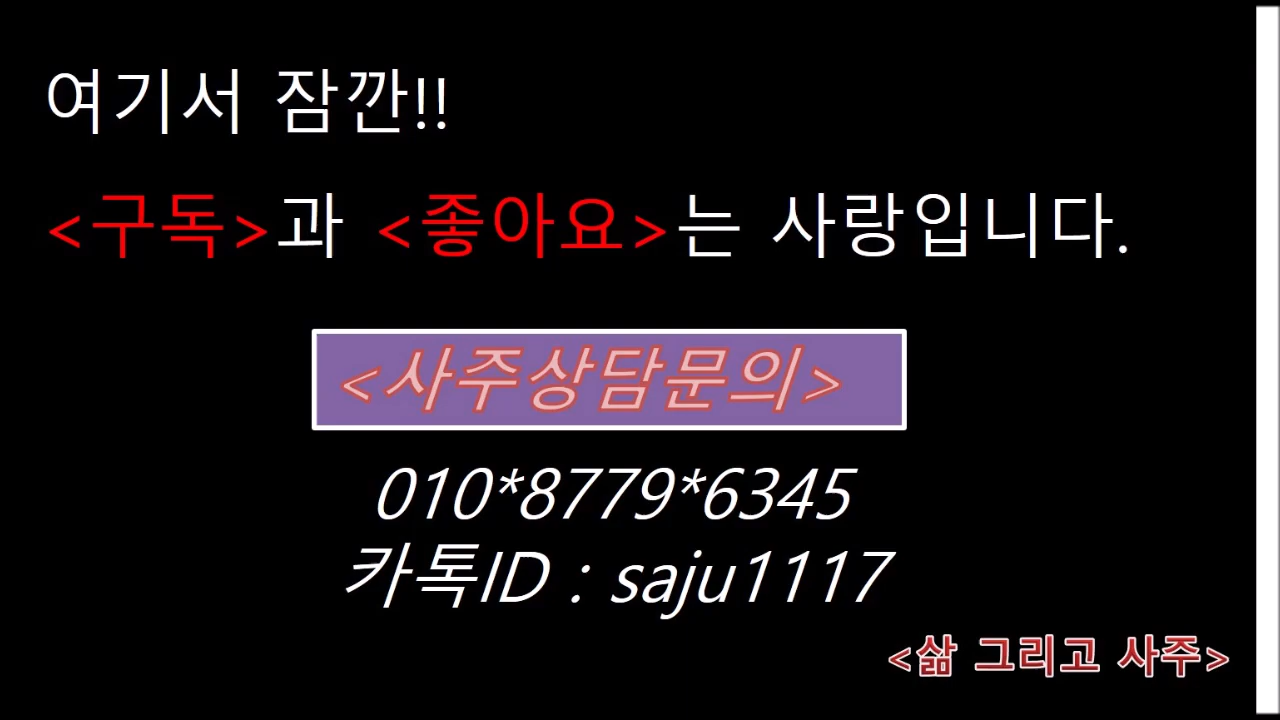 여기서 잠깐!!
<구독>과 <좋아요>는 사랑입니다.
<사주상담문의>
010*8779*6345
카톡ID : saju1117
<삶 그리고 사주>